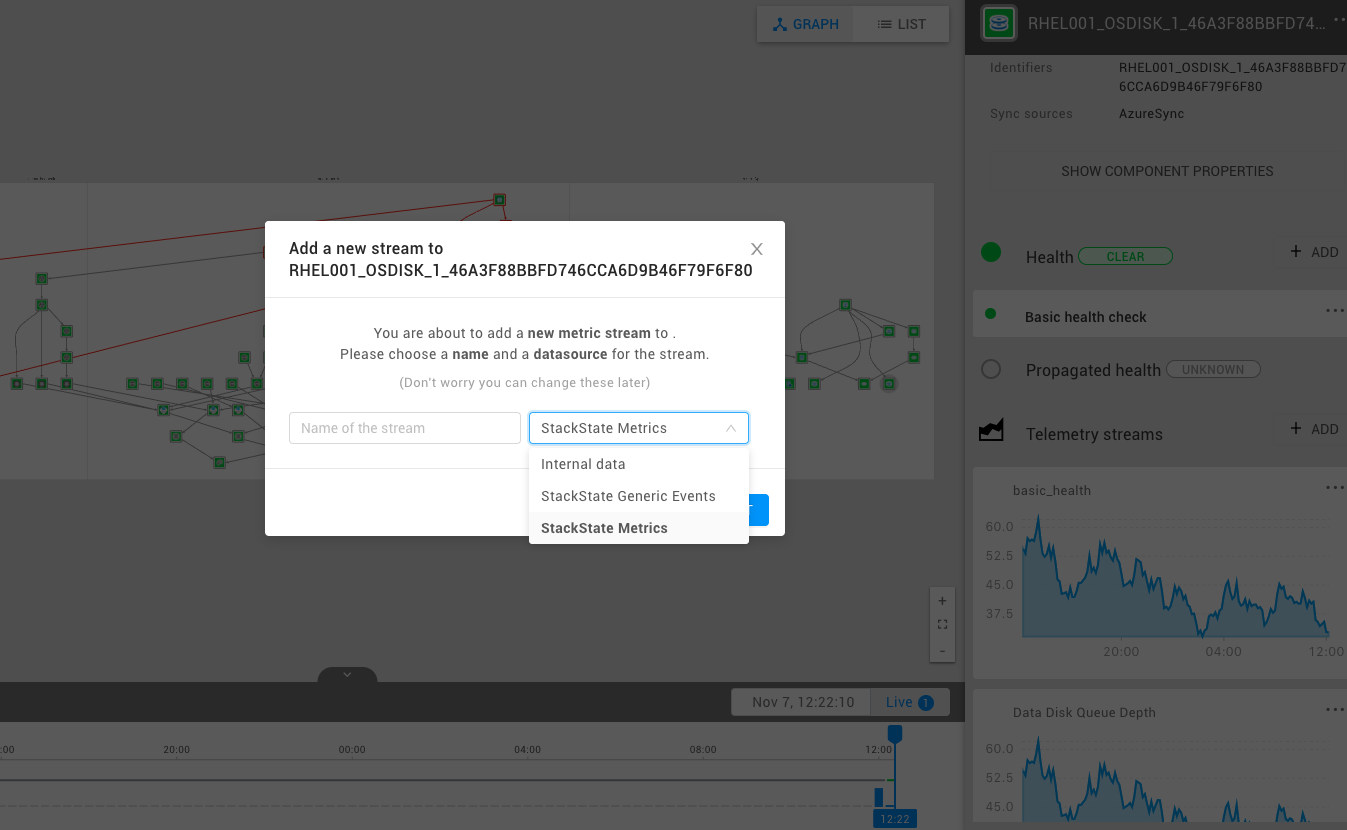 GRAPH
LIST
RHEL001_OSDISK_1_46A3F88BBFD74...
Identifiers
RHEL001_OSDISK_1_46A3F88BBFD7
6CCA6D9B46F79F6F80
Sync sources
AzureSync
SHOW COMPONENT PROPERTIES
Health
CLEAR
+ ADD
Basic health check
Propagated health
UNKNOWN
Telemetry streams
+ ADD
basic_health
60.0
52.5
45.0
37.5
20:00
04:00
12:00
Data Disk Queue Depth
60.0
52.5
45.0
Add a new stream to
RHEL001_OSDISK_1_46A3F88BBFD746CCA6D9B46F79F6F80
You are about to add a new metric stream to .
Please choose a name and a datasource for the stream.
(Don't worry you can change these later)
Name of the stream
StackState Metrics
Internal data
StackState Generic Events
StackState Metrics
+
-
Nov 7, 12:22:10
Live 1
:00
20:00
00:00
04:00
08:00
12:00
12:22